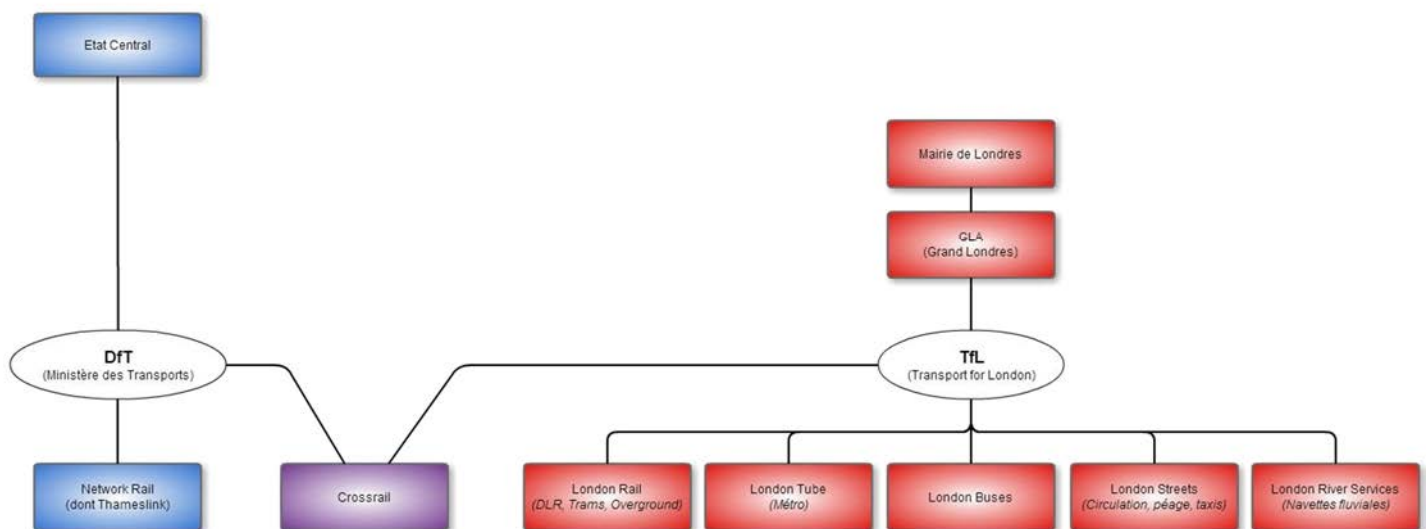 Etat Central
Mairie de Londres
GLA
(Grand Londres)
DfT
(Ministère des Transports)
TfL
(Transport for London)
Network Rail
(dont Thameslink)
Crossrail
London Rail
(DLR, Trams, Overground)
London Tube
(Métro)
London Buses
London Streets
(Circulation, péage, taxis)
London River Services
(Navettes fluviales)